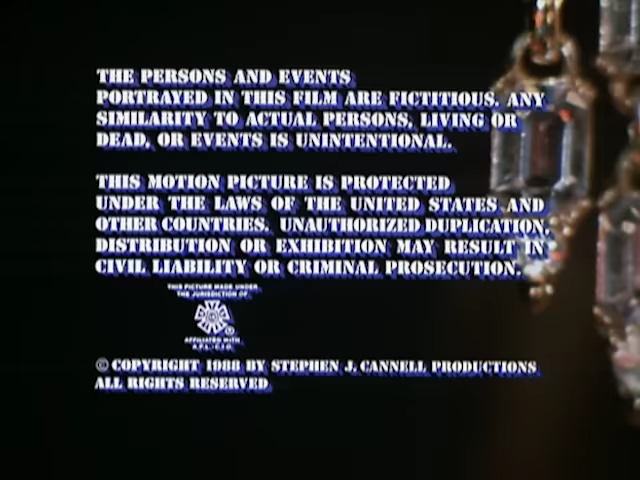 THE PERSONS AND EVENTS
PORTRAYED IN THIS FILM ARE FICTITIOUS. ANY
SIMILARITY TO ACTUAL PERSONS, LIVING OR
DEAD, OR EVENTS IS UNINTENTIONAL.
THIS MOTION PICTURE IS PROTECTED
UNDER THE LAWS OF THE UNITED STATES AND
OTHER COUNTRIES. UNAUTHORIZED DUPLICATION,
DISTRIBUTION OR EXHIBITION MAY RESULT IN
CIVIL LIABILITY OR CRIMINAL PROSECUTION.
THIS PICTURE MADE UNDER
THE JURISDICTION OF
®
AFFILIATED WITH
A.F.L.-C.I.O.
© COPYRIGHT 1988 BY STEPHEN J. CANNELL PRODUCTIONS
ALL RIGHTS RESERVED